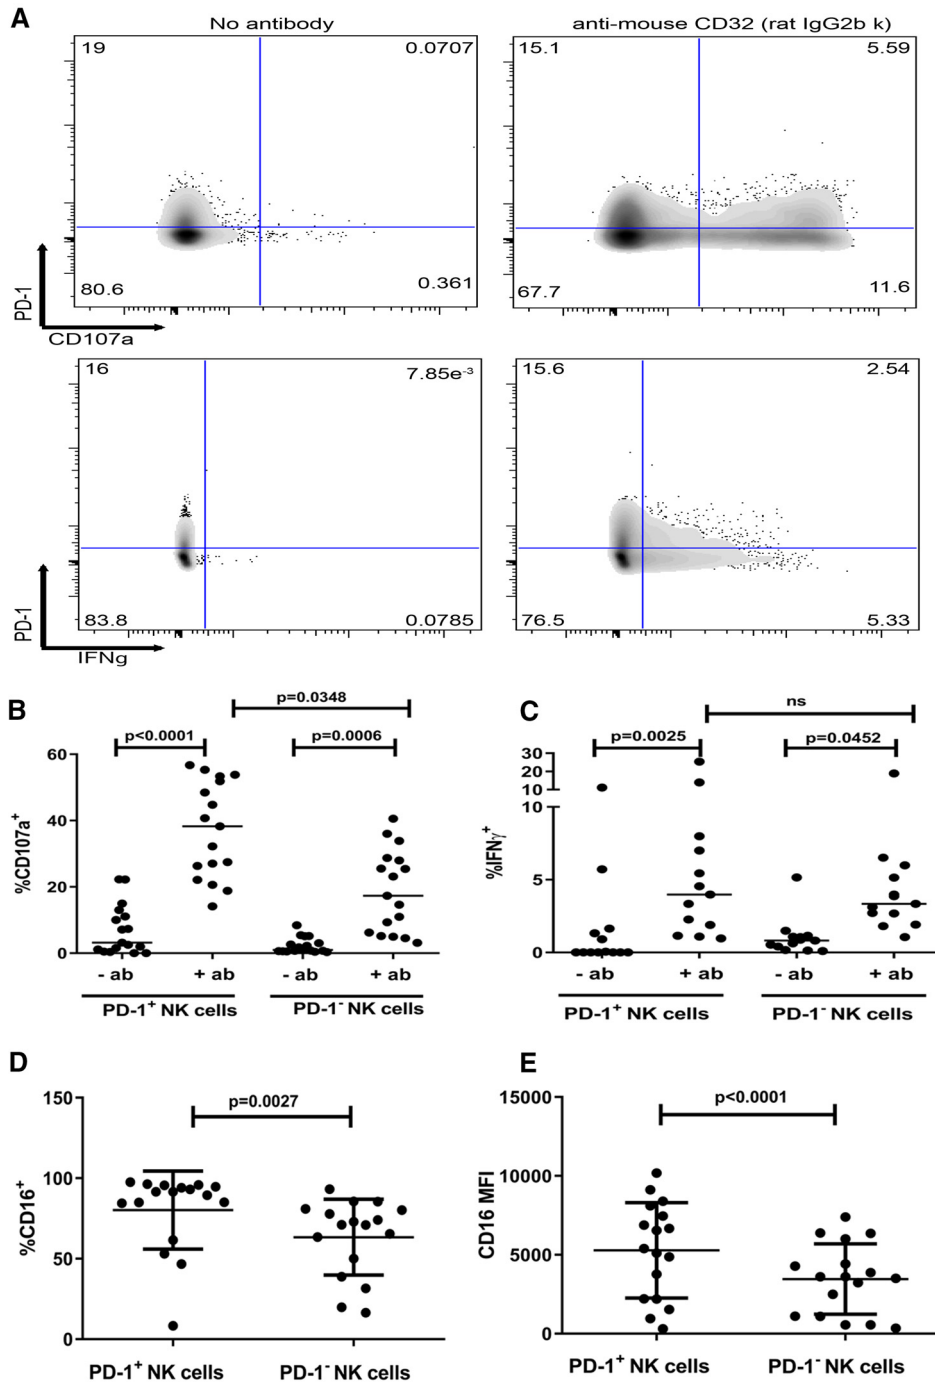 A
No antibody
anti-mouse CD32 (rat IgG2b k)
19
0.0707
15.1
5.59
PD-1
80.6
0.361
67.7
11.6
CD107a
16
7.85e-3
15.6
2.54
PD-1
83.8
0.0785
76.5
5.33
IFNg
B
p=0.0348
p<0.0001
p=0.0006
%CD107a+
60
40
20
0
- ab
+ ab
- ab
+ ab
PD-1+ NK cells
PD-1- NK cells
C
ns
p=0.0025
p=0.0452
%IFNγ+
30
20
10
10
5
0
- ab
+ ab
- ab
+ ab
PD-1+ NK cells
PD-1- NK cells
D
p=0.0027
%CD16+
150
100
50
0
PD-1+ NK cells
PD-1- NK cells
E
p<0.0001
CD16 MFI
15000
10000
5000
0
PD-1+ NK cells
PD-1- NK cells